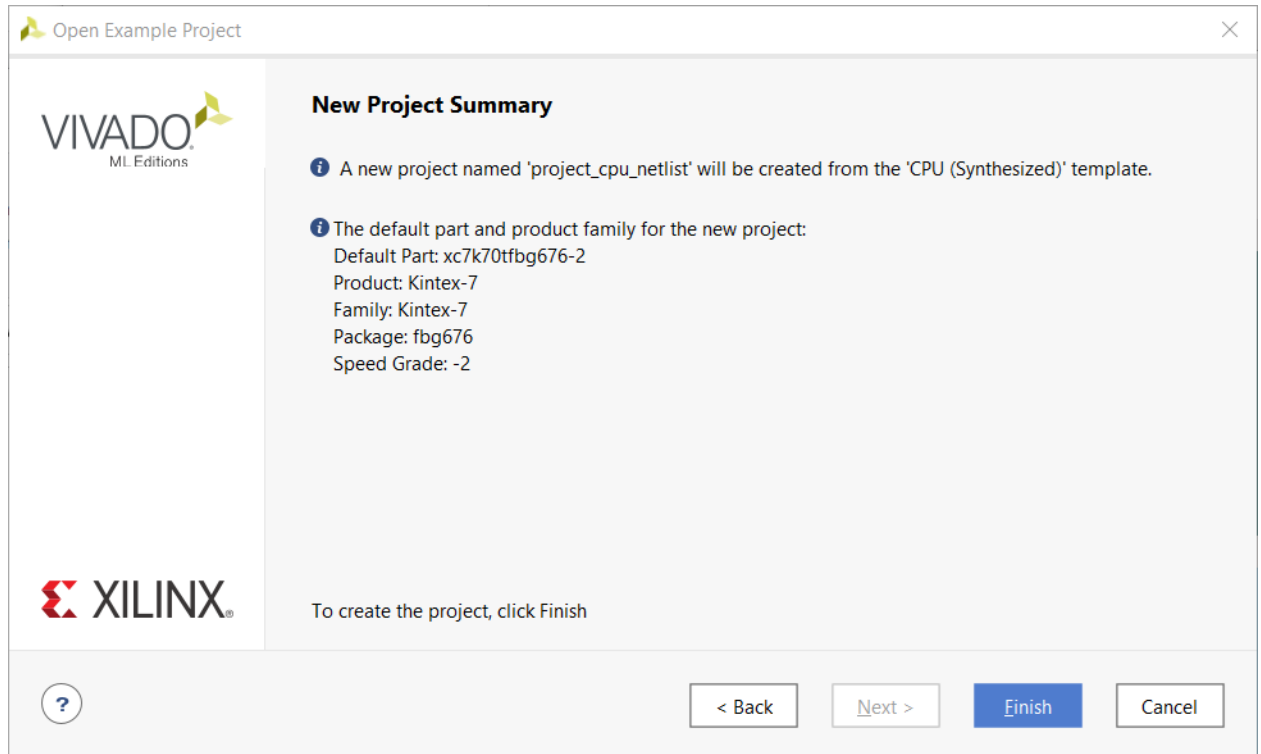 Open Example Project
VIVADO.
ML Editions
New Project Summary
A new project named 'project_cpu_netlist' will be created from the 'CPU (Synthesized)' template.
The default part and product family for the new project:
Default Part: xc7k70tfbg676-2
Product: Kintex-7
Family: Kintex-7
Package: fbg676
Speed Grade: -2
XILINX®
To create the project, click Finish
? < Back Next > Finish Cancel